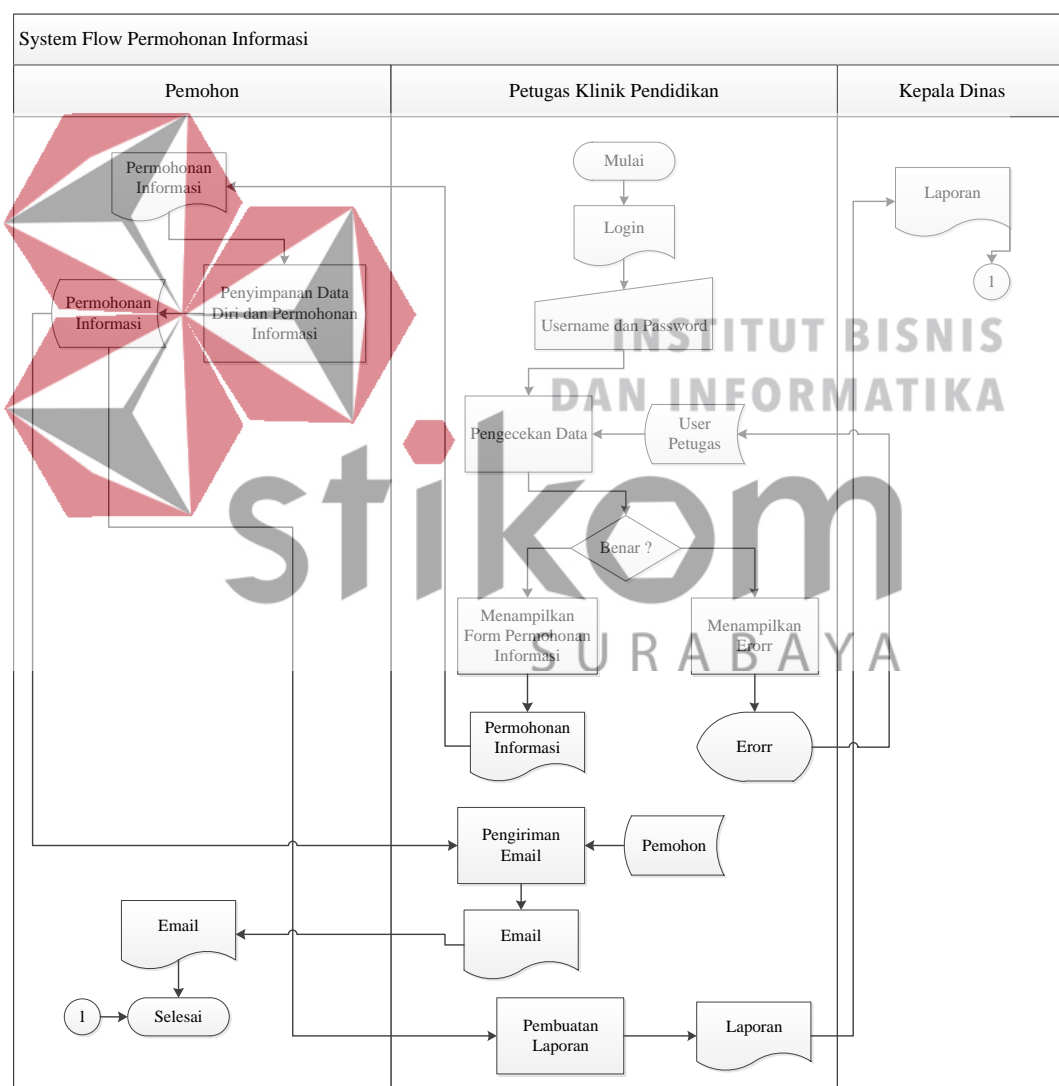 System Flow Permohonan Informasi
Pemohon
Petugas Klinik Pendidikan
Kepala Dinas
Permohonan
Informasi
Penyimpanan Data
Diri dan Permohonan
Informasi
Permohonan
Informasi
Mulai
Login
Username dan Password
Pengecekan Data
User
Petugas
Benar ?
Menampilkan
Form Permohonan
Informasi
Menampilkan
Erorr
Permohonan
Informasi
Erorr
Laporan
1
INSTITUT BISNIS
DAN INFORMATIKA
stikom
SURABAYA
Pengiriman
Email
Pemohon
Email
Email
1
Selesai
Pembuatan
Laporan
Laporan